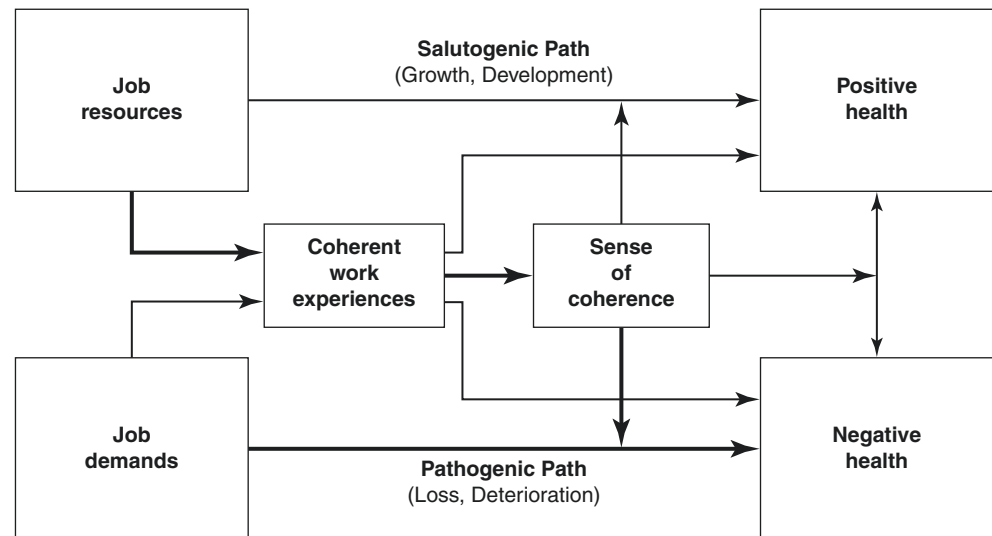 Salutogenic Path
(Growth, Development)
Job
resources
Positive
health
Coherent
work
experiences
Sense
of
coherence
Job
demands
Negative
health
Pathogenic Path
(Loss, Deterioration)